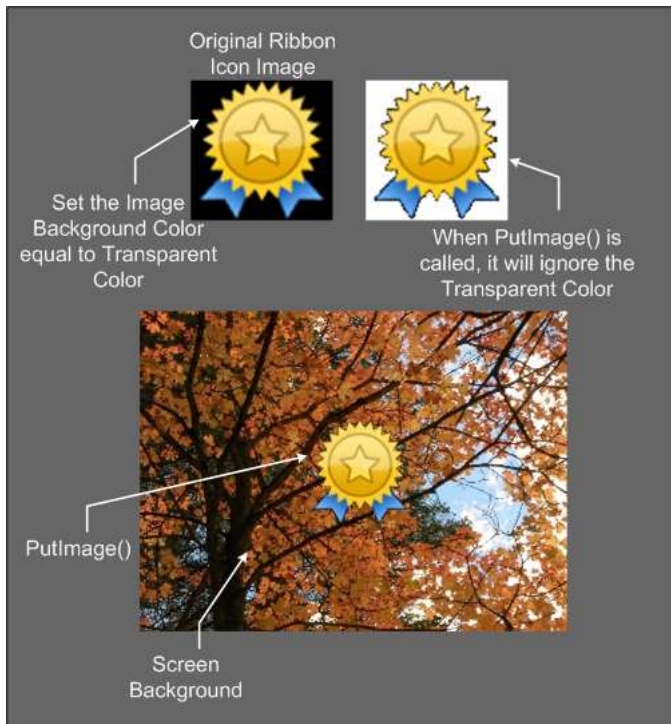 Original Ribbon
Icon Image
Set the Image
Background Color
equal to Transparent
Color
When PutImage() is
called, it will ignore the
Transparent Color
PutImage()
Screen
Background